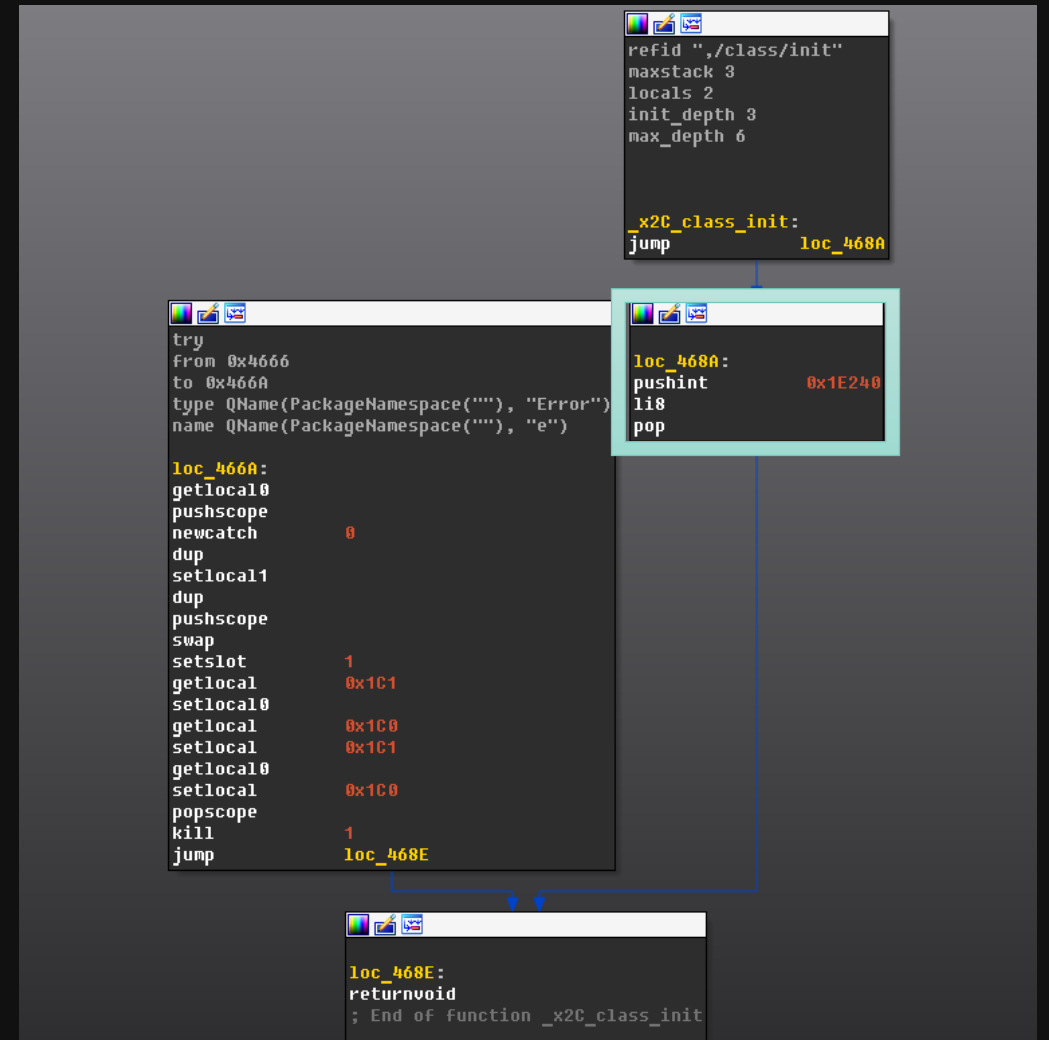 refid ",/class/init"
maxstack 3
locals 2
init_depth 3
max_depth 6
_x2C_class_init:
jump loc_468A
try
from 0x4666
to 0x466A
type QName(PackageNamespace(""), "Error")
name QName(PackageNamespace(""), "e")
loc_466A:
getlocal0
pushscope
newcatch 0
dup
setlocal1
dup
pushscope
swap
setslot 1
getlocal 0x1C1
setlocal0
getlocal 0x1C0
setlocal 0x1C1
getlocal0
setlocal 0x1C0
popscope
kill 1
jump loc_468E
loc_468A:
pushint 0x1E240
li8
pop
loc_468E:
returnvoid
; End of function _x2C_class_init